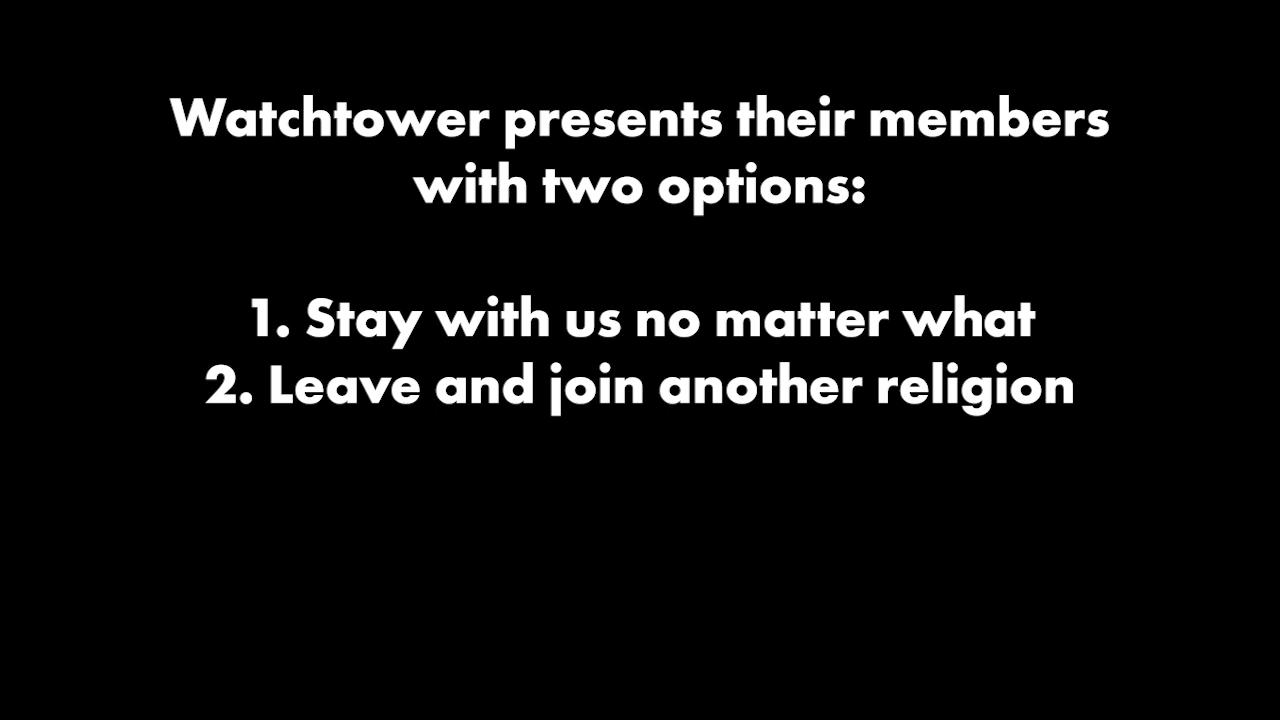 Watchtower presents their members
with two options:
1. Stay with us no matter what
2. Leave and join another religion